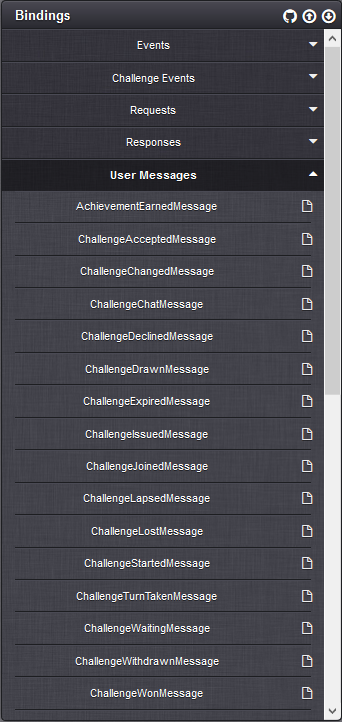 Bindings
Events
Challenge Events
Requests
Responses
User Messages
AchievementEarnedMessage
ChallengeAcceptedMessage
ChallengeChangedMessage
ChallengeChatMessage
ChallengeDeclinedMessage
ChallengeDrawnMessage
ChallengeExpiredMessage
ChallengeIssuedMessage
ChallengeJoinedMessage
ChallengeLapsedMessage
ChallengeLostMessage
ChallengeStartedMessage
ChallengeTurnTakenMessage
ChallengeWaitingMessage
ChallengeWithdrawnMessage
ChallengeWonMessage